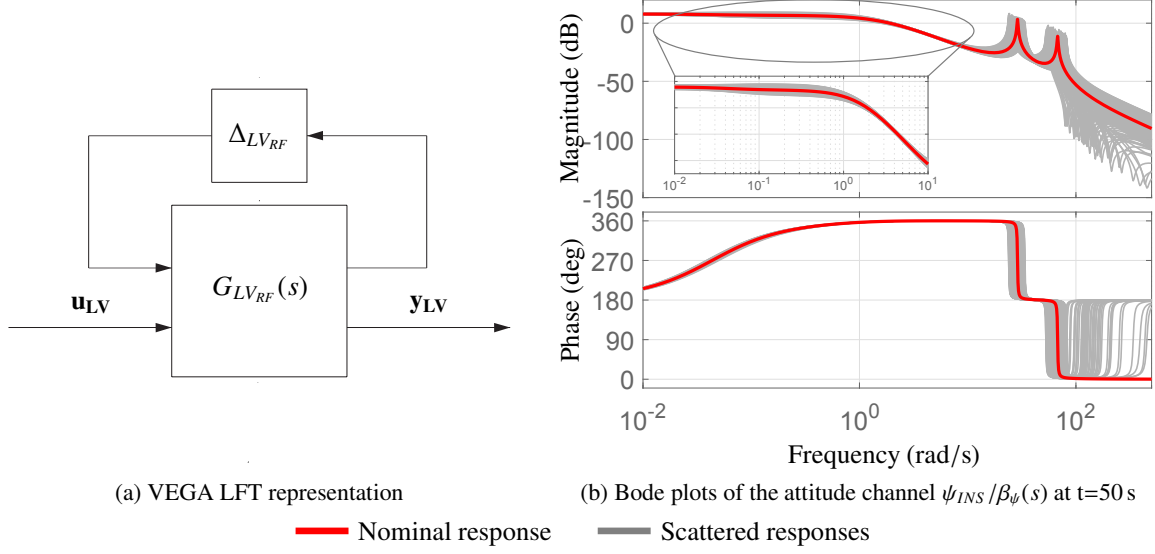 Δ_{LV_{RF}}
G_{LV_{RF}}(s)
u_{LV}
y_{LV}
(a) VEGA LFT representation
Magnitude (dB)
0
-50
-100
-150
10^{-2}
10^{-1}
10^{0}
10^{1}
Phase (deg)
360
270
180
90
0
10^{-2}
10^{0}
10^{2}
Frequency (rad/s)
(b) Bode plots of the attitude channel ψ_{INS}/β_ψ(s) at t=50 s
Nominal response
Scattered responses